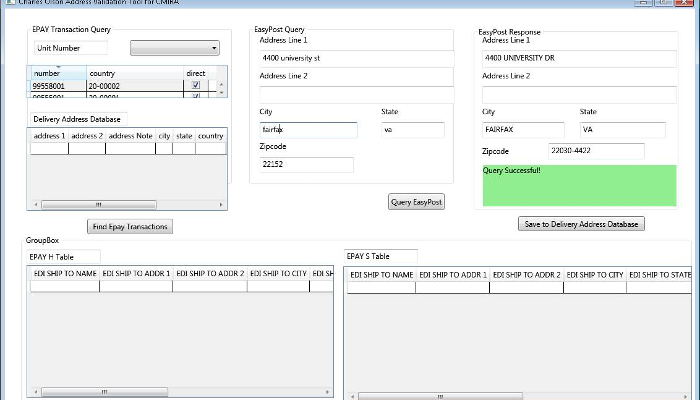 Charles Olson Address Validation Tool for CMIRA
EPAY Transaction Query
Unit Number
number country direct
99558001 20-00002
99558001 20-00001
Delivery Address Database
address 1 address 2 address Note city state country
Find Epay Transactions
EasyPost Query
Address Line 1
4400 university st
Address Line 2
City State
fairfax va
Zipcode
22152
Query EasyPost
EasyPost Response
Address Line 1
4400 UNIVERSITY DR
Address Line 2
City State
FAIRFAX VA
Zipcode 22030-4422
Query Successful!
Save to Delivery Address Database
GroupBox
EPAY H Table
EDI SHIP TO NAME EDI SHIP TO ADDR 1 EDI SHIP TO ADDR 2 EDI SHIP TO CITY EDI SH
EPAY S Table
EDI SHIP TO NAME EDI SHIP TO ADDR 1 EDI SHIP TO ADDR 2 EDI SHIP TO CITY EDI SHIP TO STATE